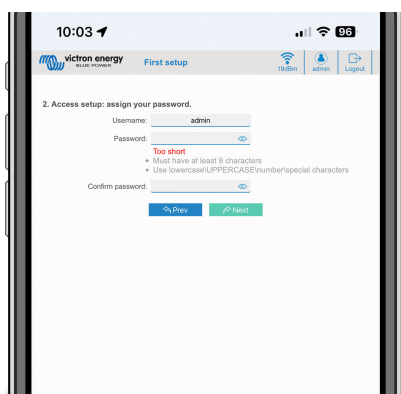 10:03
96
victron energy
BLUE POWER
First setup
19dBm
admin
Logout
2. Access setup: assign your password.
Username: admin
Password:
Too short
Must have at least 8 characters
Use lowercase\UPPERCASE\number\special characters
Confirm password:
Prev
Next